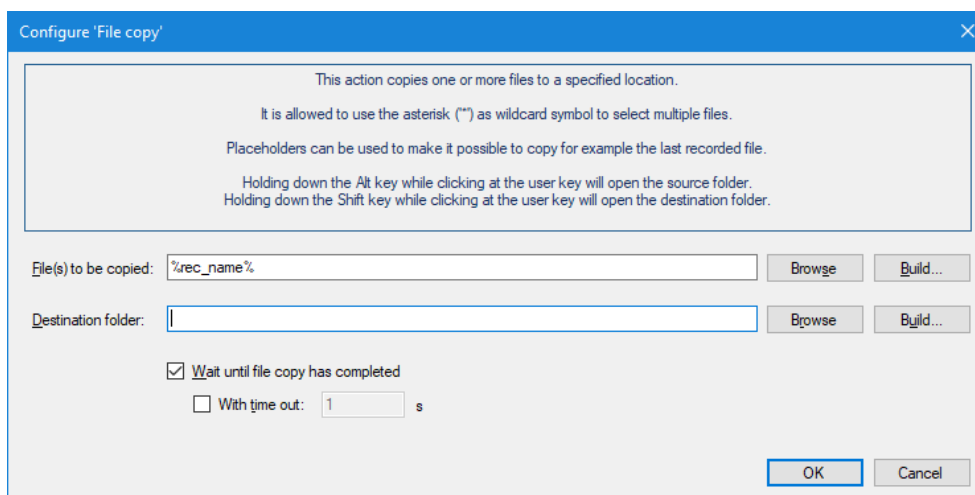 Configure 'File copy'
This action copies one or more files to a specified location.
It is allowed to use the asterisk ('*') as wildcard symbol to select multiple files.
Placeholders can be used to make it possible to copy for example the last recorded file.
Holding down the Alt key while clicking at the user key will open the source folder.
Holding down the Shift key while clicking at the user key will open the destination folder.
File(s) to be copied: %rec_name% Browse Build...
Destination folder: Browse Build...
Wait until file copy has completed
With time out: 1 s
OK Cancel